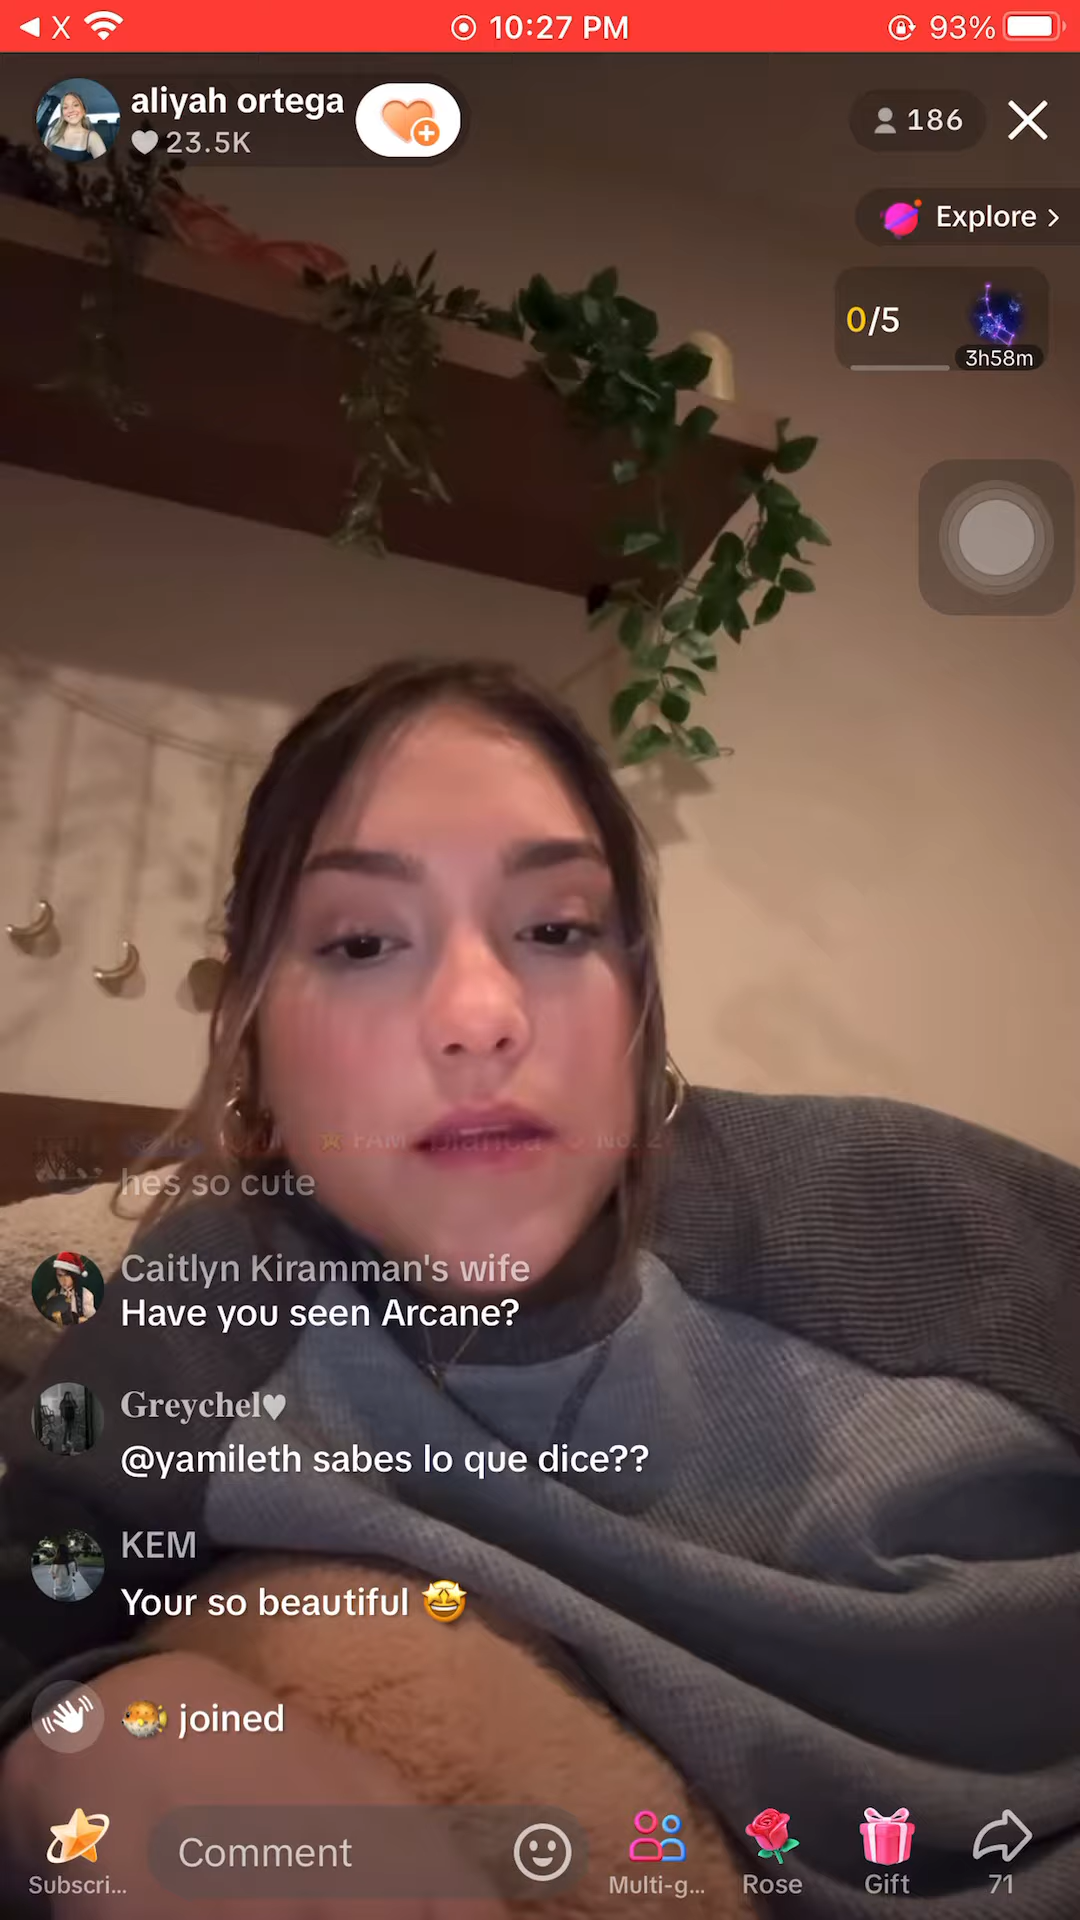 X
10:27 PM
93%
aliyah ortega
23.5K
186
Explore >
0/5
3h58m
hes so cute
Caitlyn Kiramman's wife
Have you seen Arcane?
Greychel♥
@yamileth sabes lo que dice??
KEM
Your so beautiful 🤩
🐡 joined
Comment
Subscri...
Multi-g...
Rose
Gift
71